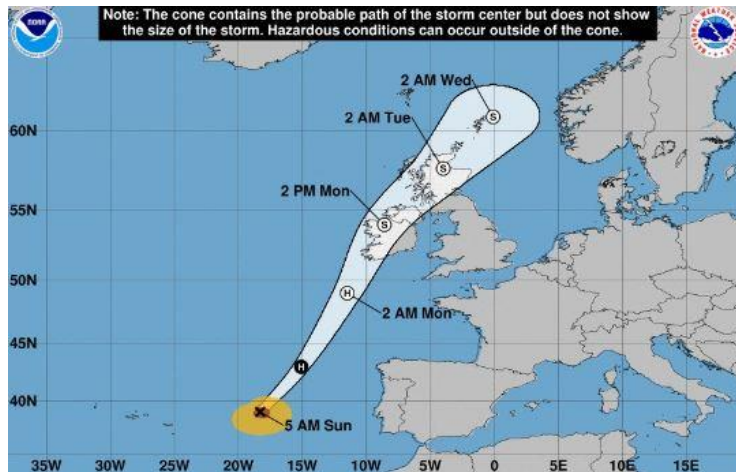 Note: The cone contains the probable path of the storm center but does not show
the size of the storm. Hazardous conditions can occur outside of the cone.
NOAA
2 AM Wed
S
60N
2 AM Tue
S
2 PM Mon
55N
S
50N
H
2 AM Mon
45N
H
40N
5 AM Sun
35W 30W 25W 20W 15W 10W 5W 0 5E 10E 15E